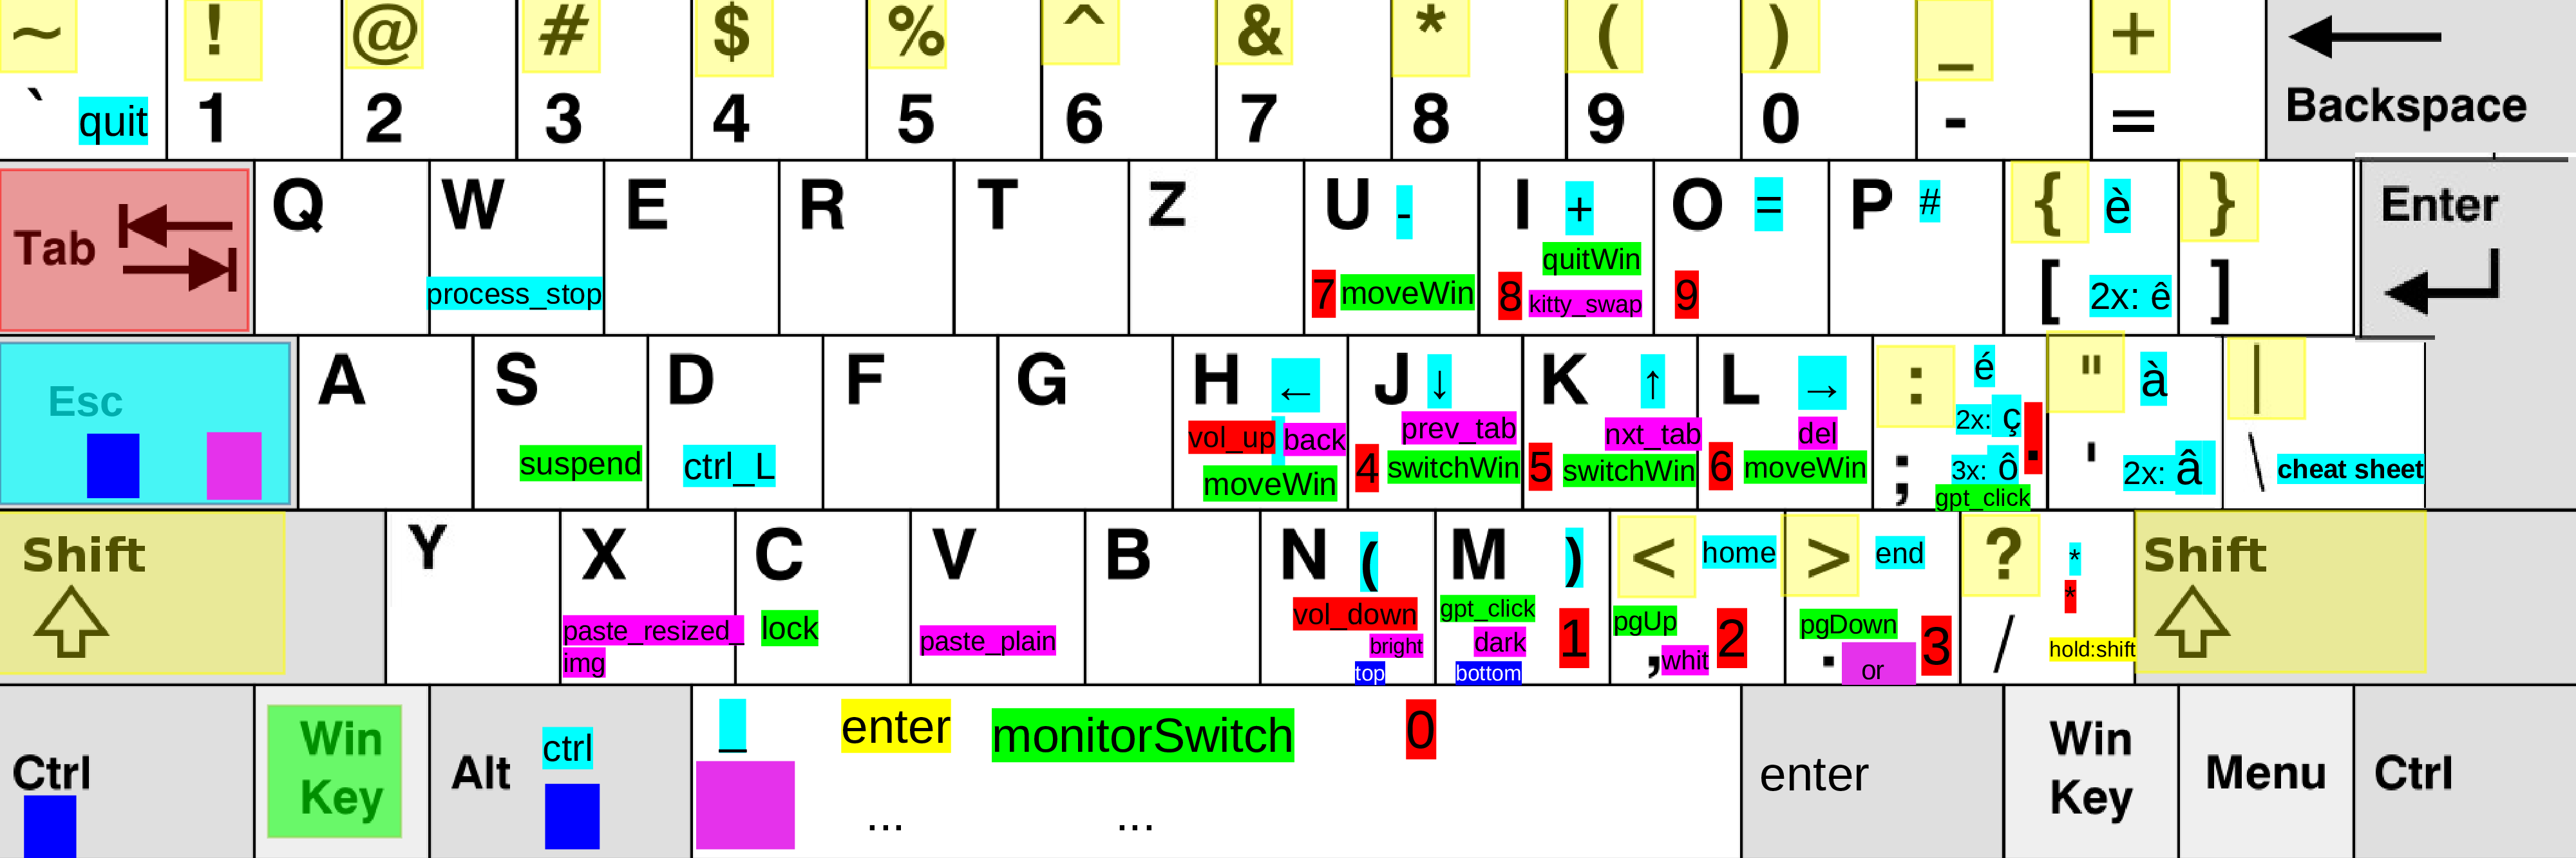 ~ ! @ # $ % ^ & * ( ) _ +
` quit 1 2 3 4 5 6 7 8 9 0 - = Backspace
Tab Q W E R T Z U - I + O = P # { è } Enter
process_stop 7 moveWin quitWin 8 kitty_swap 9 [ 2x: ê ]
Esc A S D F G H ← J ↓ K ↑ L → : é " à |
suspend ctrl_L vol_up back prev_tab nxt_tab del 2x: ç .
moveWin 4 switchWin 5 switchWin 6 moveWin ; 3x: ô ' 2x: â \ cheat sheet
gpt_click
Shift Y X C V B N ( M ) < home > end ? * Shift
paste_resized_ lock paste_plain vol_down gpt_click 1 pgUp 2 pgDown 3 *
img bright dark , whit . or / hold:shift
top bottom
Ctrl Win Alt ctrl _ enter monitorSwitch 0 enter Win Menu Ctrl
Key ... ... Key